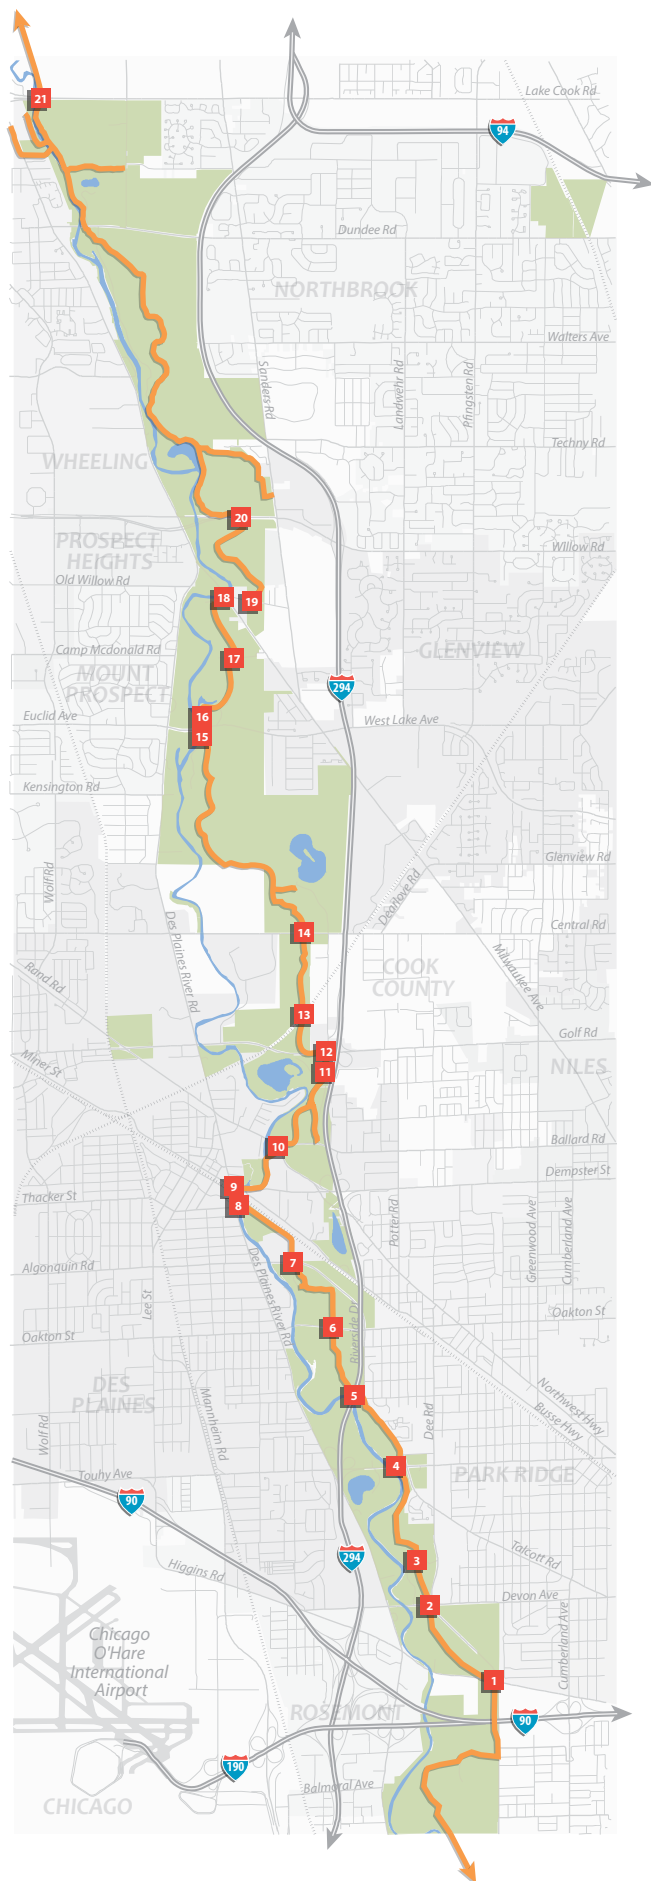 21
Lake Cook Rd
94
Dundee Rd
NORTHBROOK
Walters Ave
Sanders Rd
Landwehr Rd
Pfingsten Rd
Techny Rd
WHEELING
20
PROSPECT
HEIGHTS
Willow Rd
Old Willow Rd
18
19
Camp Mcdonald Rd
17
GLENVIEW
MOUNT
PROSPECT
294
Euclid Ave
16
West Lake Ave
15
Kensington Rd
Glenview Rd
Wolf Rd
Dearlove Rd
Des Plaines River Rd
14
Central Rd
Rand Rd
COOK
COUNTY
Milwaukee Ave
13
Golf Rd
Miner St
12
11
NILES
10
Ballard Rd
Dempster St
9
Thacker St
8
Potter Rd
Greenwood Ave
Cumberland Ave
7
Algonquin Rd
Des Plaines River Rd
Lee St
Riverside Dr
Oakton St
6
Oakton St
DES
PLAINES
5
Northwest Hwy
Busse Hwy
Wolf Rd
Mannheim Rd
Dee Rd
4
Touhy Ave
PARK RIDGE
90
294
3
Talcott Rd
Higgins Rd
2
Devon Ave
Chicago
O'Hare
International
Airport
Cumberland Ave
1
ROSEMONT
90
190
Balmoral Ave
CHICAGO